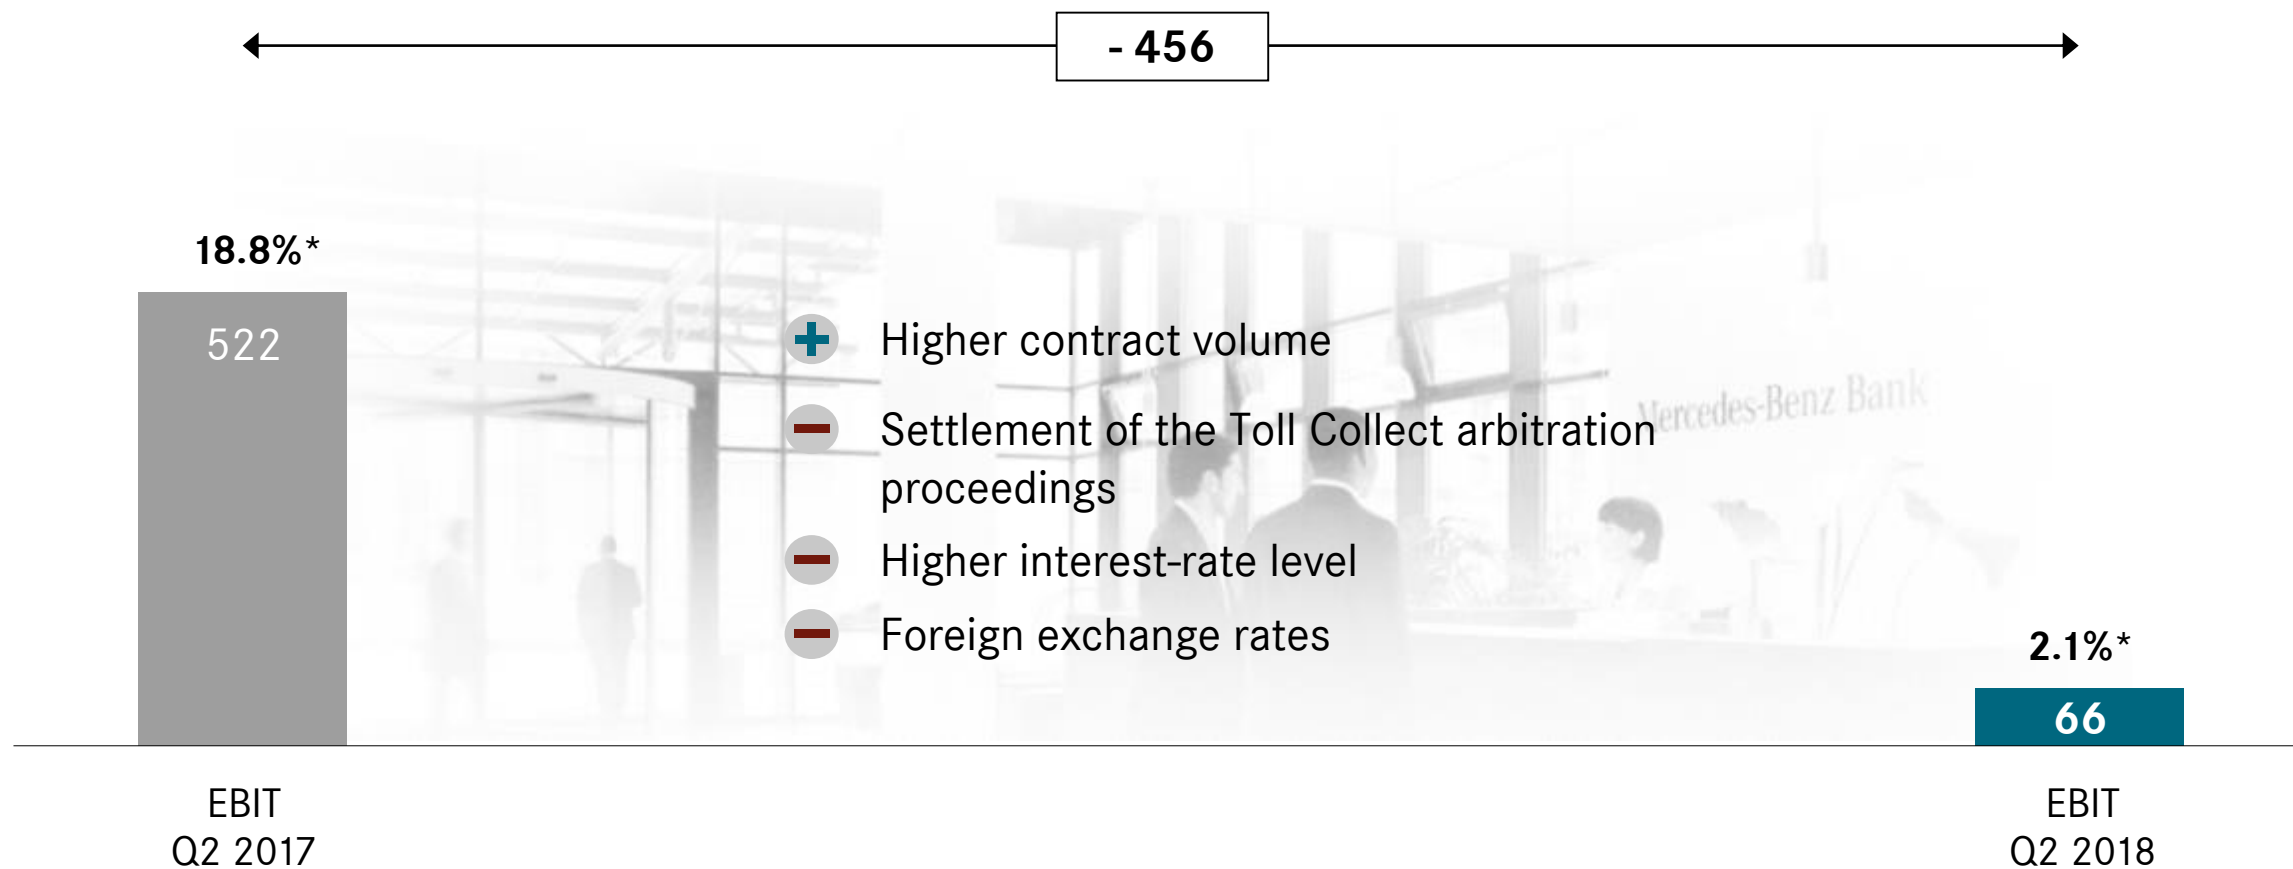 - 456
18.8%*
522
Higher contract volume
Settlement of the Toll Collect arbitration
proceedings
Higher interest-rate level
Foreign exchange rates
Mercedes-Benz Bank
2.1%*
66
EBIT
Q2 2017
EBIT
Q2 2018